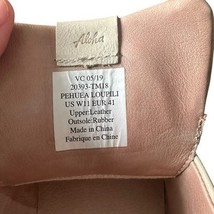 Aloha
VC 05/19
20393-TM18
PEHUEA LOUPILI
US W11 EUR 41
Upper:Leather
Outsole:Rubber
Made in China
Fabrique en Chine